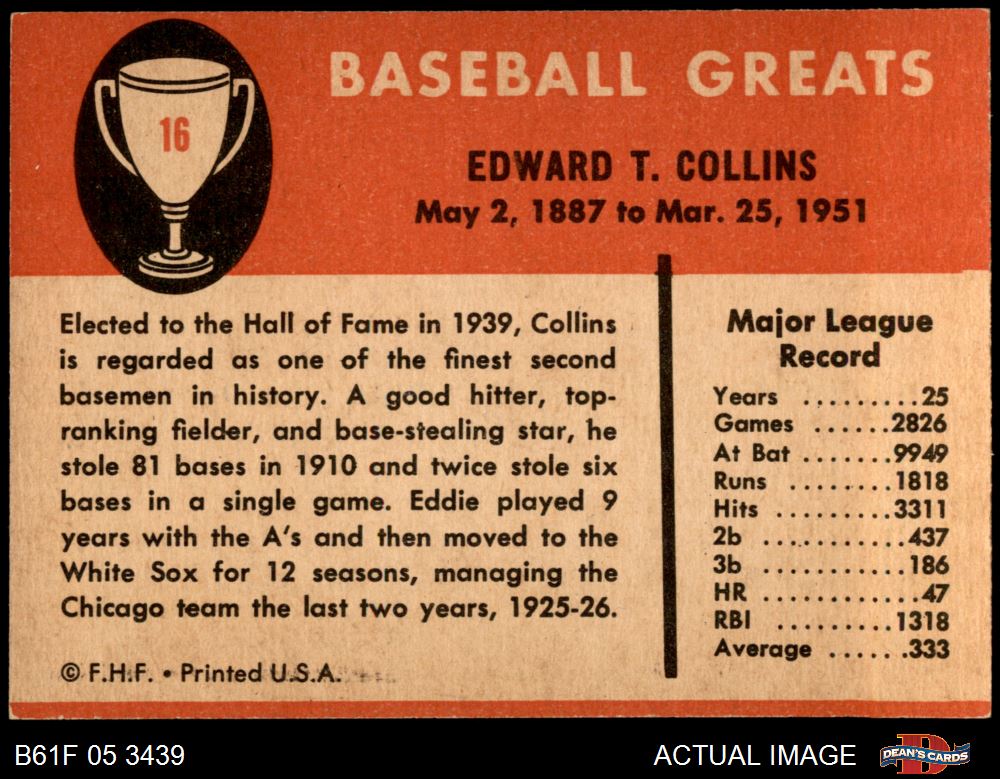 16
BASEBALL GREATS
EDWARD T. COLLINS
May 2, 1887 to Mar. 25, 1951
Elected to the Hall of Fame in 1939, Collins
is regarded as one of the finest second
basemen in history. A good hitter, top-
ranking fielder, and base-stealing star, he
stole 81 bases in 1910 and twice stole six
bases in a single game. Eddie played 9
years with the A's and then moved to the
White Sox for 12 seasons, managing the
Chicago team the last two years, 1925-26.
© F.H.F. • Printed U.S.A.
Major League
Record
Years .........25
Games ......2826
At Bat .......9949
Runs ........1818
Hits .........3311
2b ...........437
3b ...........186
HR ............47
RBI .........1318
Average ......333
B61F 05 3439
ACTUAL IMAGE
DEAN'S CARDS